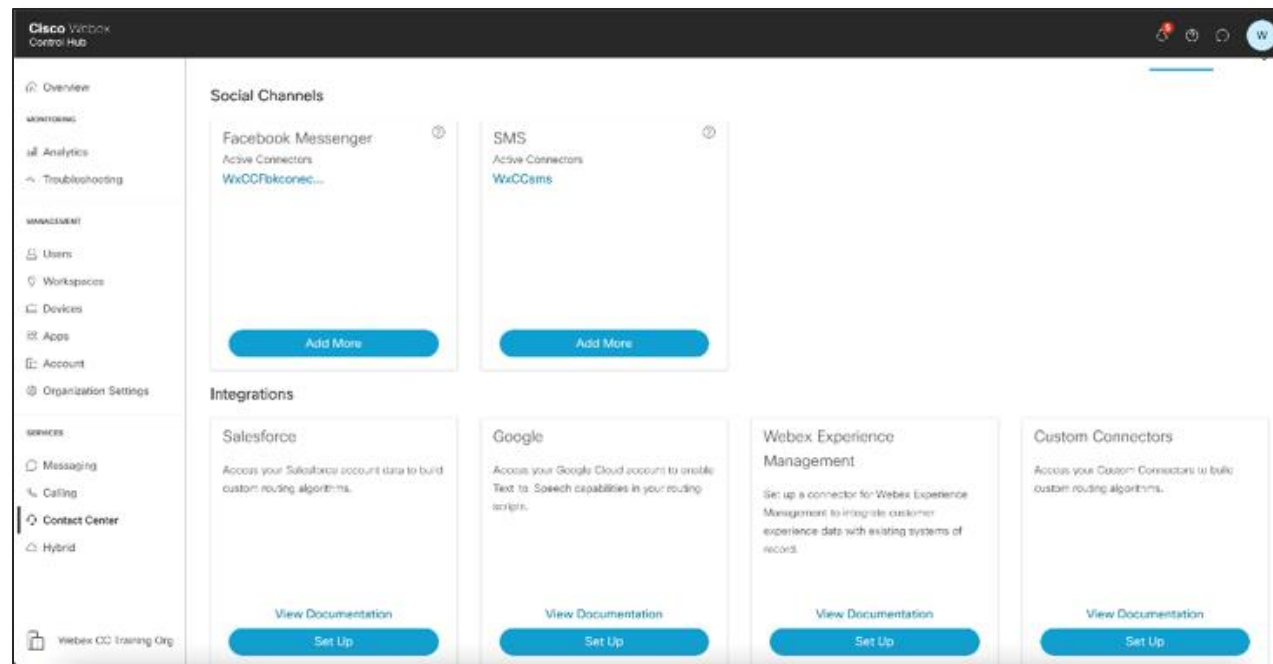 Cisco Webex
Control Hub
5
W
Overview
MONITORING
Analytics
Troubleshooting
MANAGEMENT
Users
Workspaces
Devices
Apps
Account
Organization Settings
SERVICES
Messaging
Calling
Contact Center
Hybrid
Webex CC Training Org
Social Channels
Facebook Messenger
Active Connectors
WxCCFbkconec...
Add More
SMS
Active Connectors
WxCCsms
Add More
Integrations
Salesforce
Access your Salesforce account data to build
custom routing algorithms.
View Documentation
Set Up
Google
Access your Google Cloud account to enable
Text to Speech capabilities in your routing
scripts.
View Documentation
Set Up
Webex Experience
Management
Set up a connector for Webex Experience
Management to integrate customer
experience data with existing systems of
record.
View Documentation
Set Up
Custom Connectors
Access your Custom Connectors to build
custom routing algorithms.
View Documentation
Set Up